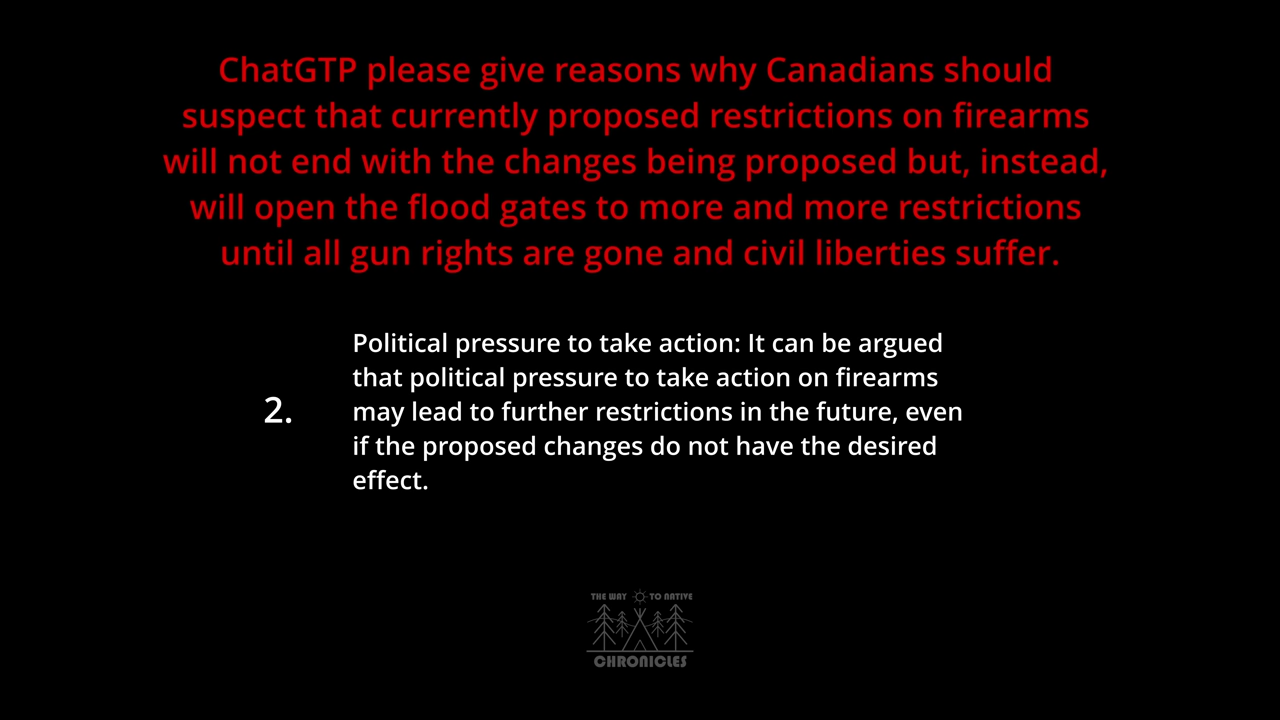 ChatGTP please give reasons why Canadians should
suspect that currently proposed restrictions on firearms
will not end with the changes being proposed but, instead,
will open the flood gates to more and more restrictions
until all gun rights are gone and civil liberties suffer.
2.
Political pressure to take action: It can be argued
that political pressure to take action on firearms
may lead to further restrictions in the future, even
if the proposed changes do not have the desired
effect.
THE WAY TO NATIVE
CHRONICLES